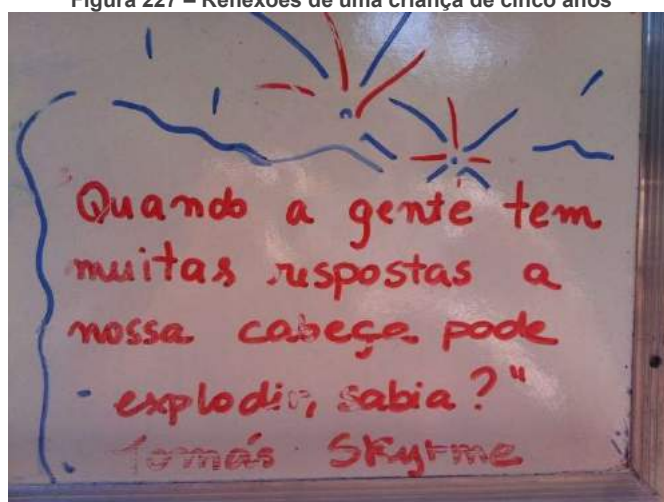 Figura 227 – Reflexões de uma criança de cinco anos
"Quando a gente tem
muitas respostas a
nossa cabeça pode
explodir, sabia?"
Tomás Skyrme